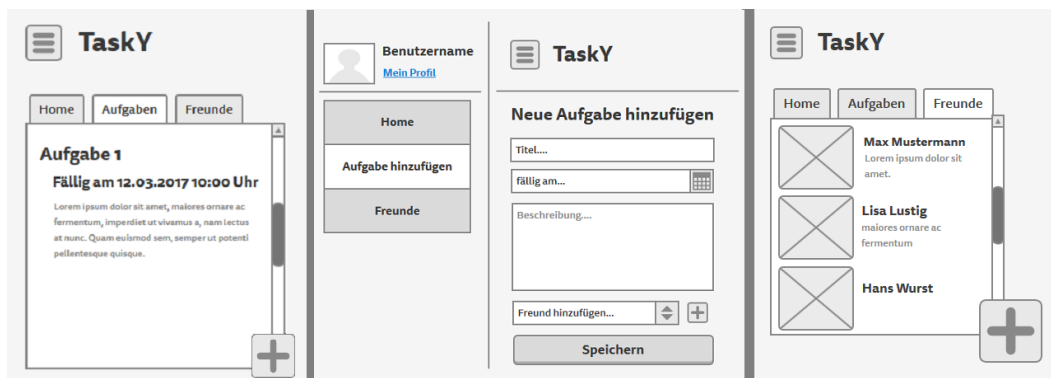 TaskY
Home
Aufgaben
Freunde
Aufgabe 1
Fällig am 12.03.2017 10:00 Uhr
Lorem ipsum dolor sit amet, maiores ornare ac
fermentum, imperdiet ut vivamus a, nam lectus
at nunc. Quam euismod sem, semper ut potenti
pellentesque quisque.
Benutzername
Mein Profil
Home
Aufgabe hinzufügen
Freunde
TaskY
Neue Aufgabe hinzufügen
Titel....
fällig am...
Beschreibung....
Freund hinzufügen...
Speichern
TaskY
Home
Aufgaben
Freunde
Max Mustermann
Lorem ipsum dolor sit
amet.
Lisa Lustig
maiores ornare ac
fermentum
Hans Wurst